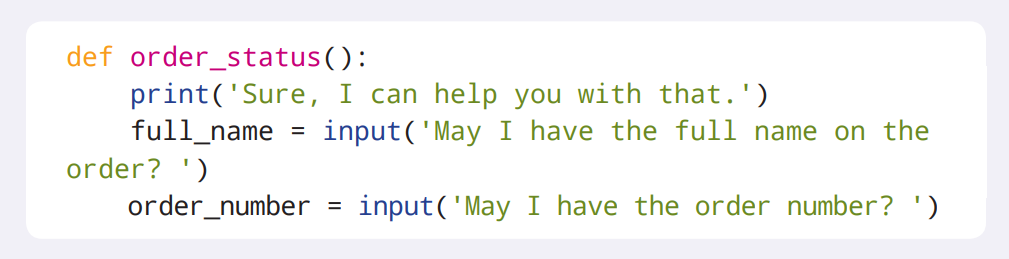 def order_status():
    print('Sure, I can help you with that.')
    full_name = input('May I have the full name on the
order? ')
    order_number = input('May I have the order number? ')